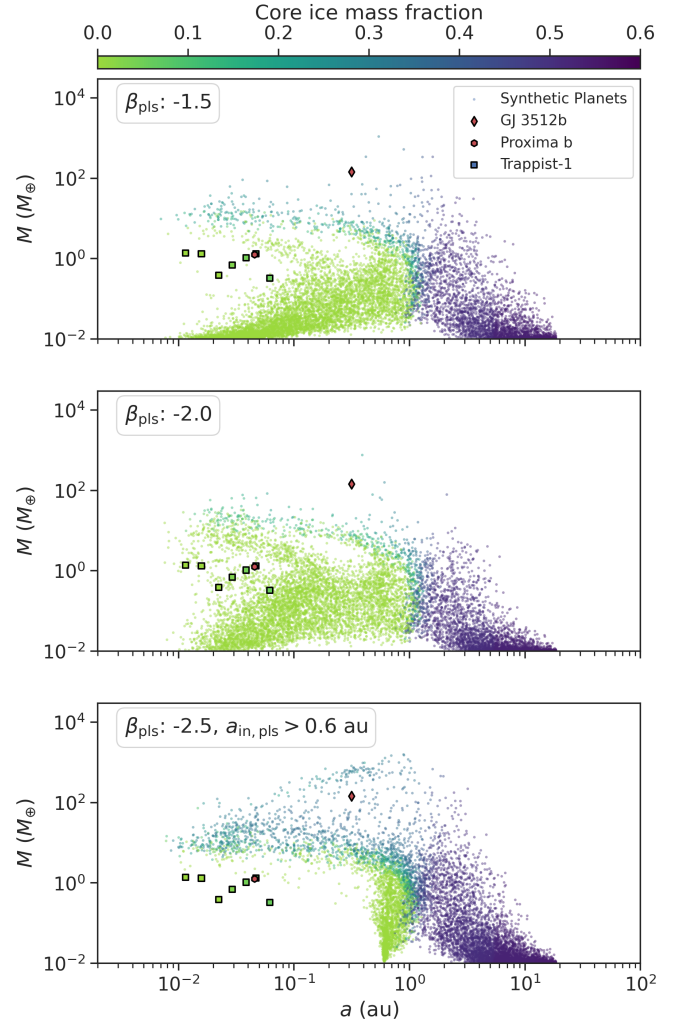 Core ice mass fraction
0.0 0.1 0.2 0.3 0.4 0.5 0.6
β_pls: -1.5
Synthetic Planets
GJ 3512b
Proxima b
Trappist-1
M (M_⊕)
10^4
10^2
10^0
10^−2
β_pls: -2.0
M (M_⊕)
10^4
10^2
10^0
10^−2
β_pls: -2.5, a_in, pls > 0.6 au
M (M_⊕)
10^4
10^2
10^0
10^−2
10^−2 10^−1 10^0 10^1 10^2
a (au)